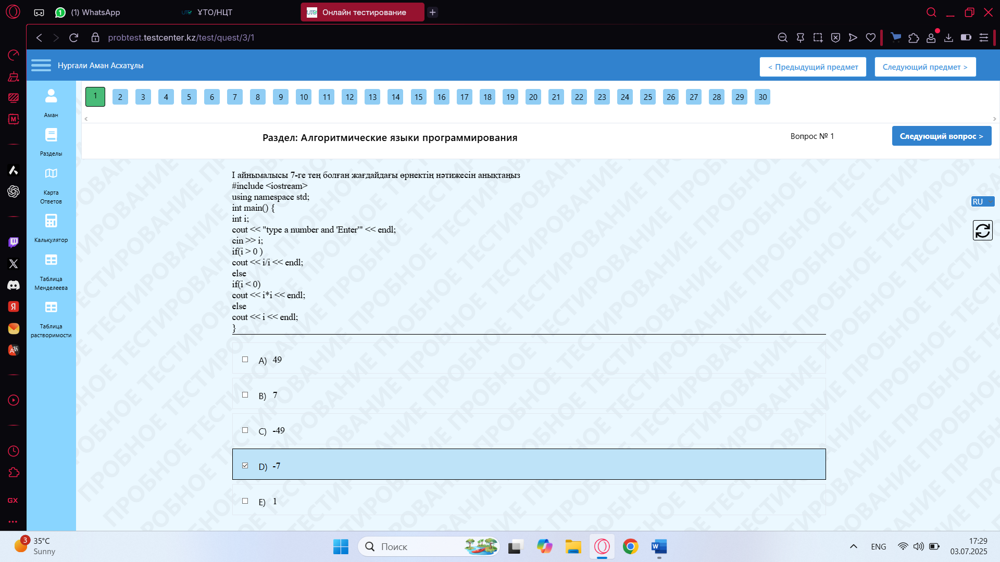 (1) WhatsApp
ҰТО/НЦТ
Онлайн тестирование
probtest.testcenter.kz/test/quest/3/1
Нургали Аман Асхатұлы
< Предыдущий предмет
Следующий предмет >
1 2 3 4 5 6 7 8 9 10 11 12 13 14 15 16 17 18 19 20 21 22 23 24 25 26 27 28 29 30
Аман
Разделы
Карта
Ответов
Калькулятор
Таблица
Менделеева
Таблица
растворимости
Раздел: Алгоритмические языки программирования
Вопрос № 1
Следующий вопрос >
RU
І айнымалысы 7-ге тең болған жағдайдағы өрнектің нәтижесін анықтаңыз
#include <iostream>
using namespace std;
int main() {
int i;
cout << "type a number and 'Enter'" << endl;
cin >> i;
if(i > 0 )
cout << i/i << endl;
else
if(i < 0)
cout << i*i << endl;
else
cout << i << endl;
}
A) 49
B) 7
C) -49
D) -7
E) 1
ПРОБНОЕ ТЕСТИРОВАНИЕ
GX
3
35°C
Sunny
Поиск
ENG
17:29
03.07.2025